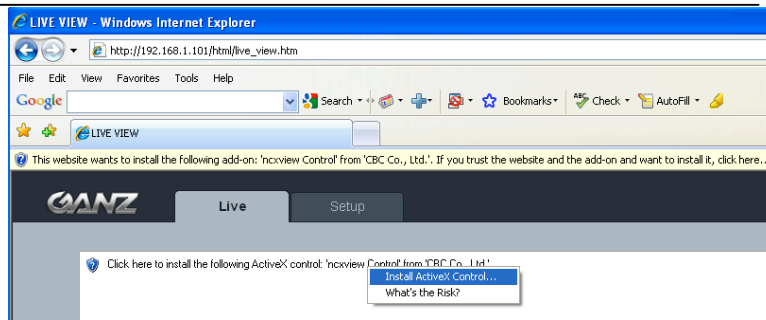 LIVE VIEW - Windows Internet Explorer
http://192.168.1.101/html/live_view.htm
File Edit View Favorites Tools Help
Google Search Bookmarks ABC Check AutoFill
LIVE VIEW
This website wants to install the following add-on: 'ncxview Control' from 'CBC Co., Ltd.'. If you trust the website and the add-on and want to install it, click here..
GANZ Live Setup
Click here to install the following ActiveX control: 'ncxview Control' from 'CBC Co., Ltd.'
Install ActiveX Control...
What's the Risk?